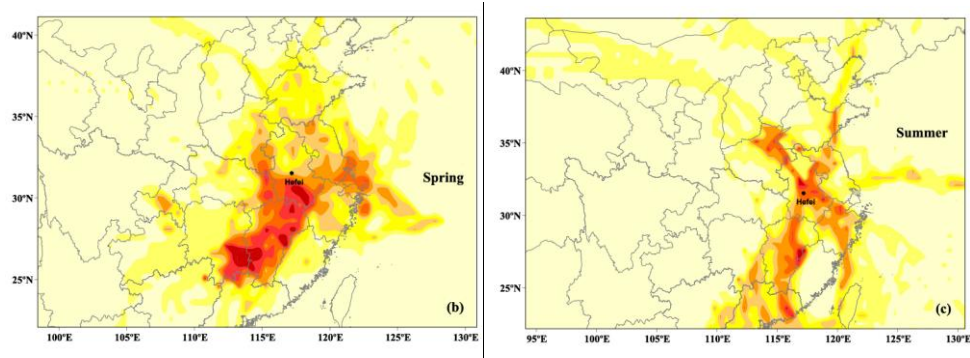 40°N
35°N
30°N
25°N
Hefei
Spring
(b)
100°E 105°E 110°E 115°E 120°E 125°E 130°E
40°N
35°N
30°N
25°N
Hefei
Summer
(c)
95°E 100°E 105°E 110°E 115°E 120°E 125°E 130°E